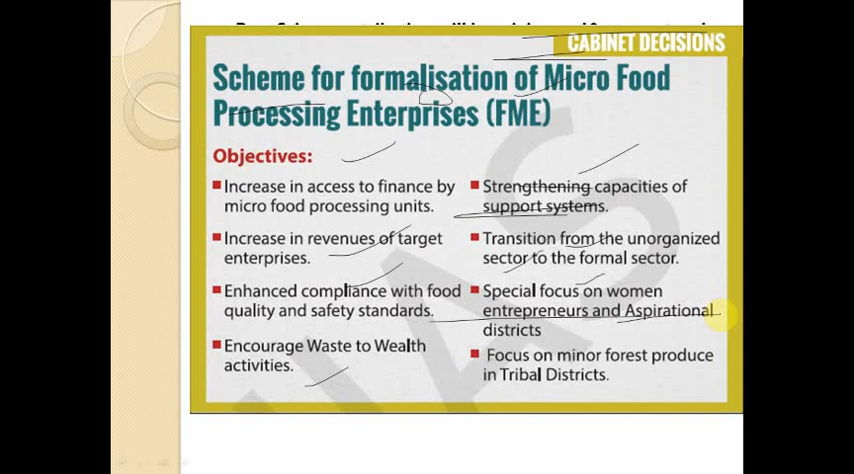 CABINET DECISIONS
Scheme for formalisation of Micro Food
Processing Enterprises (FME)
Objectives:
Increase in access to finance by
micro food processing units.
Increase in revenues of target
enterprises.
Enhanced compliance with food
quality and safety standards.
Encourage Waste to Wealth
activities.
Strengthening capacities of
support systems.
Transition from the unorganized
sector to the formal sector.
Special focus on women
entrepreneurs and Aspirational
districts
Focus on minor forest produce
in Tribal Districts.